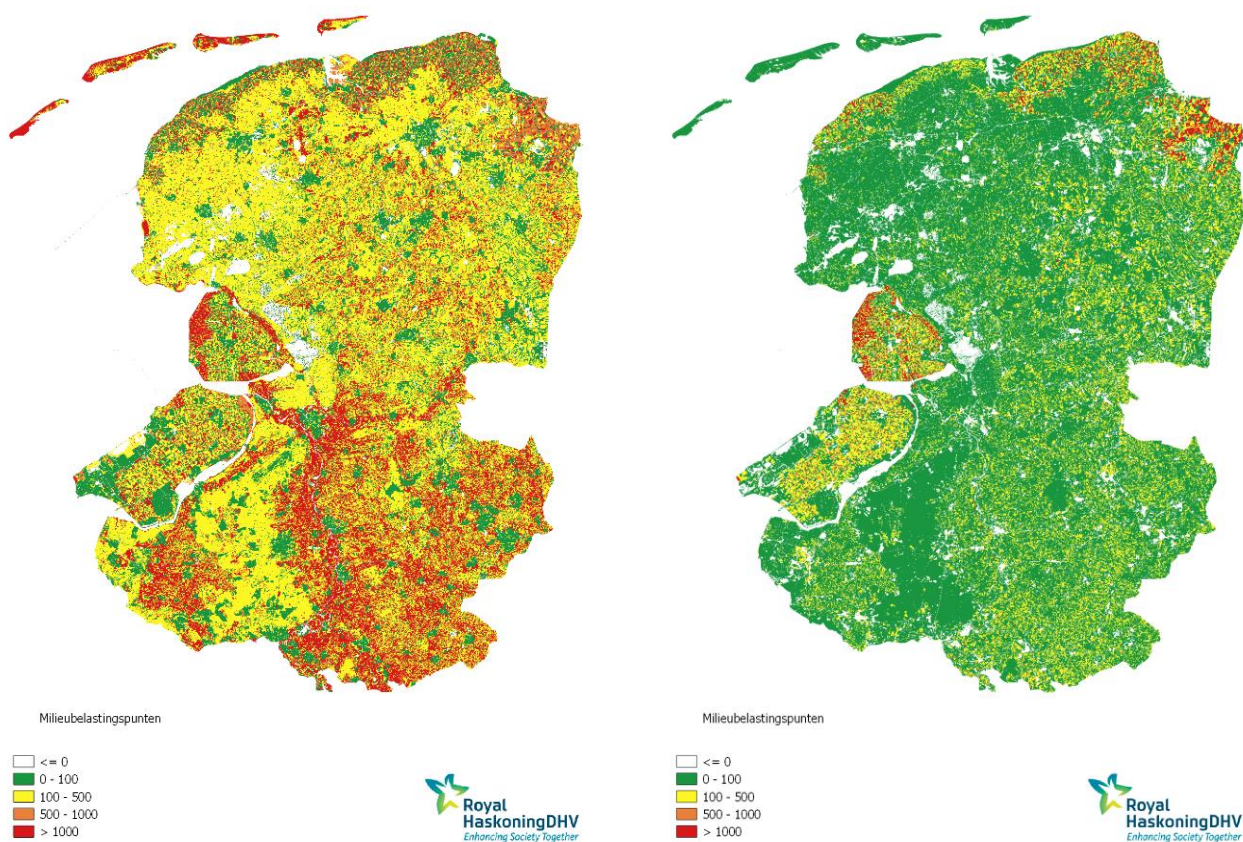 Milieubelastingspunten
<= 0
0 - 100
100 - 500
500 - 1000
> 1000
Royal
HaskoningDHV
Enhancing Society Together
Milieubelastingspunten
<= 0
0 - 100
100 - 500
500 - 1000
> 1000
Royal
HaskoningDHV
Enhancing Society Together